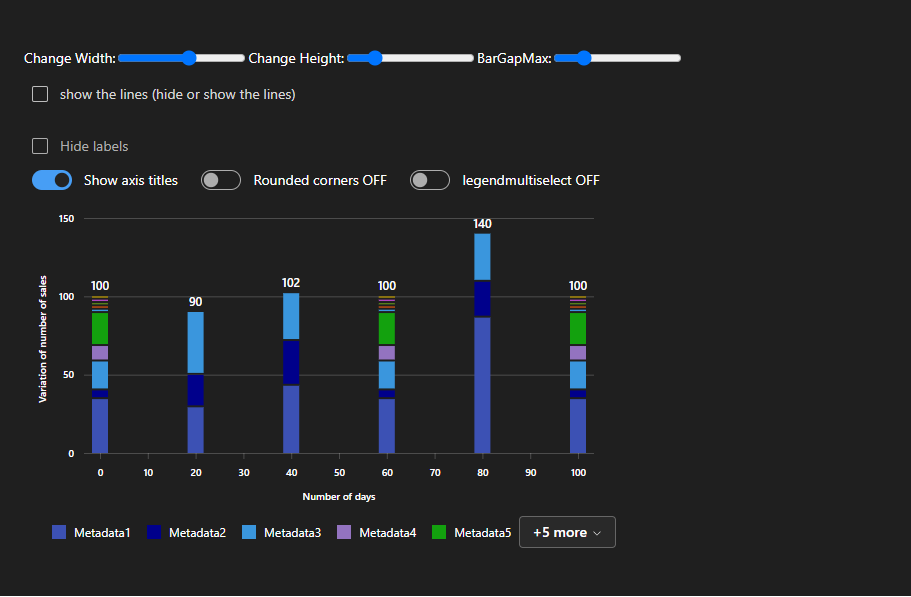 Change Width: Change Height: BarGapMax:
show the lines (hide or show the lines)
Hide labels
Show axis titles Rounded corners OFF legendmultiselect OFF
150
140
100 90 102 100 100
100
50
0
Variation of number of sales
0 10 20 30 40 50 60 70 80 90 100
Number of days
Metadata1 Metadata2 Metadata3 Metadata4 Metadata5 +5 more